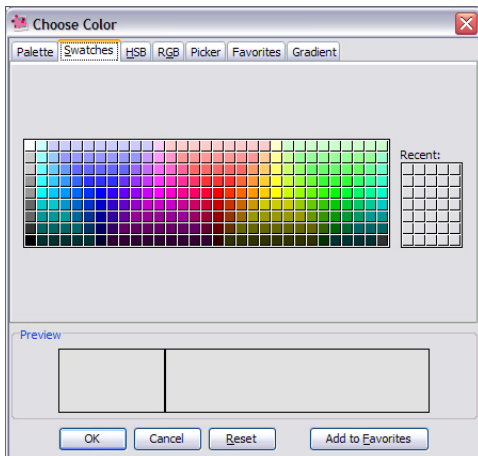 Choose Color
Palette Swatches HSB RGB Picker Favorites Gradient
Recent:
Preview
OK Cancel Reset Add to Favorites